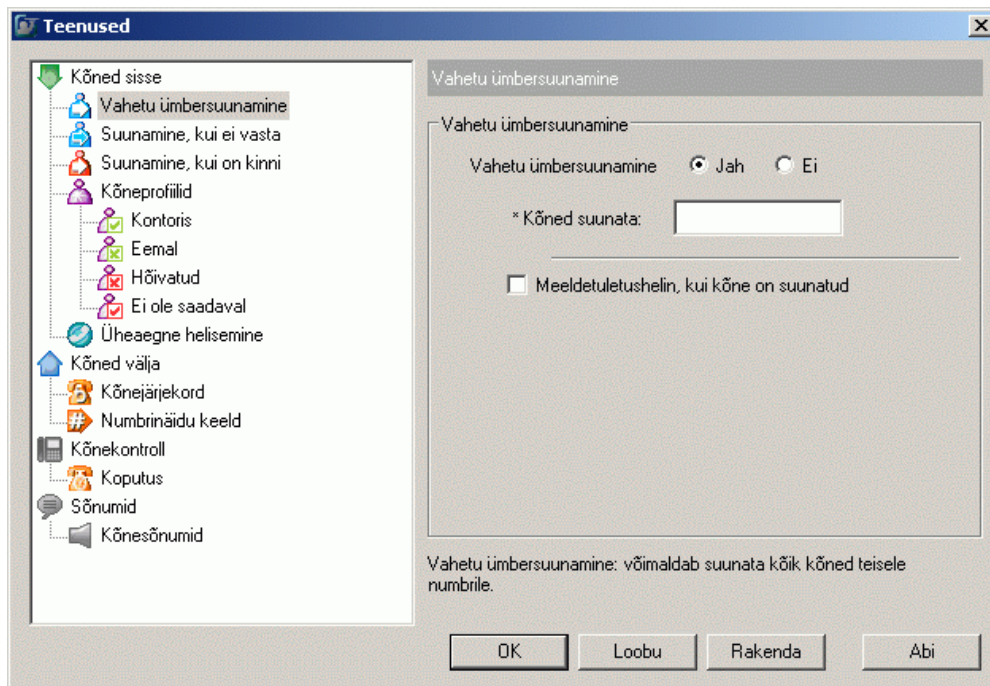 Teenused
Kõned sisse
Vahetu ümbersuunamine
Suunamine, kui ei vasta
Suunamine, kui on kinni
Kõneprofiilid
Kontoris
Eemal
Hõivatud
Ei ole saadaval
Üheaegne helisemine
Kõned välja
Kõnejärjekord
Numbrinäidu keeld
Kõnekontroll
Koputus
Sõnumid
Kõnesõnumid
Vahetu ümbersuunamine
Vahetu ümbersuunamine
Vahetu ümbersuunamine Jah Ei
* Kõned suunata:
Meeldetuletushelin, kui kõne on suunatud
Vahetu ümbersuunamine: võimaldab suunata kõik kõned teisele
numbrile.
OK Loobu Rakenda Abi